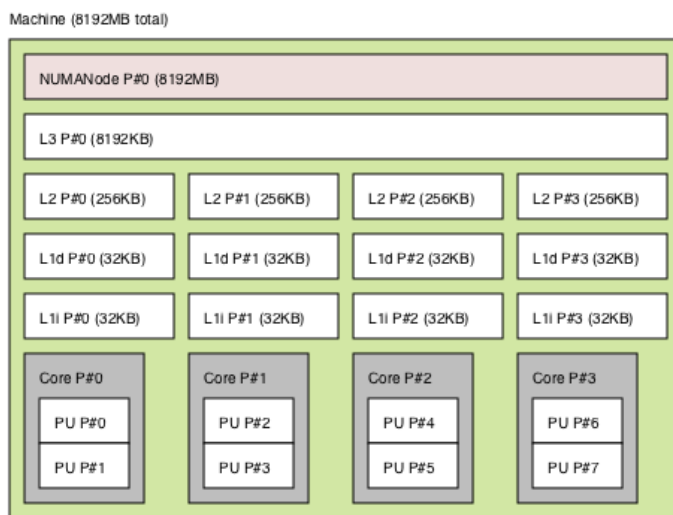 Machine (8192MB total)
NUMANode P#0 (8192MB)
L3 P#0 (8192KB)
L2 P#0 (256KB) L2 P#1 (256KB) L2 P#2 (256KB) L2 P#3 (256KB)
L1d P#0 (32KB) L1d P#1 (32KB) L1d P#2 (32KB) L1d P#3 (32KB)
L1i P#0 (32KB) L1i P#1 (32KB) L1i P#2 (32KB) L1i P#3 (32KB)
Core P#0 Core P#1 Core P#2 Core P#3
PU P#0 PU P#2 PU P#4 PU P#6
PU P#1 PU P#3 PU P#5 PU P#7